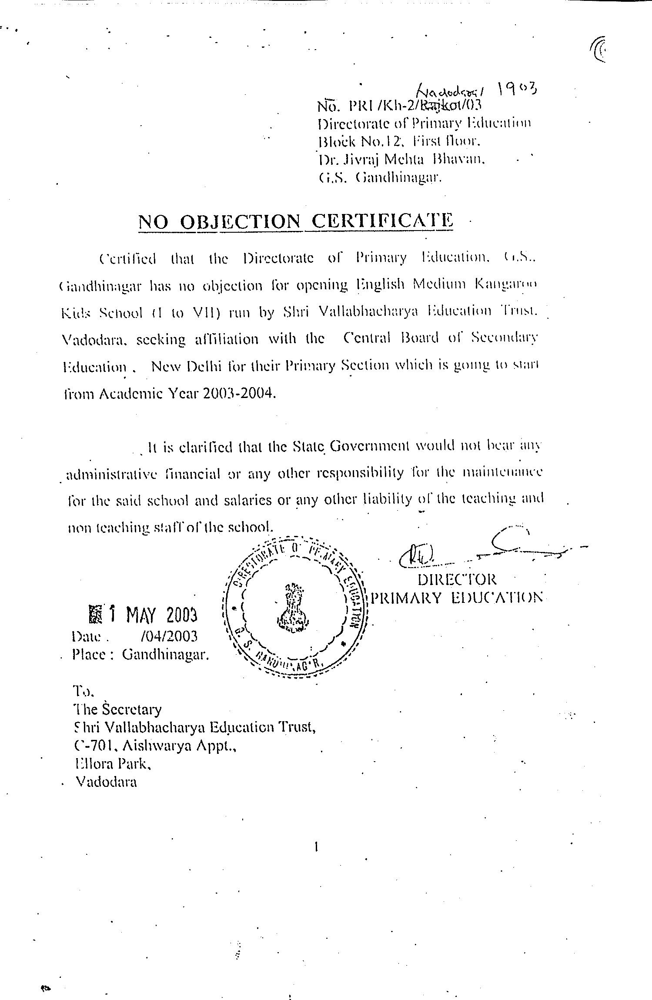 Vadodara / 1903
No. PRI /Kh-2/Rajkot/03
Directorate of Primary Education
Block No.12, First floor,
Dr. Jivraj Mehta Bhavan,
G.S. Gandhinagar.
NO OBJECTION CERTIFICATE
Certified that the Directorate of Primary Education, G.S.,
Gandhinagar has no objection for opening English Medium Kangaroo
Kids School (I to VII) run by Shri Vallabhacharya Education Trust,
Vadodara, seeking affiliation with the Central Board of Secondary
Education , New Delhi for their Primary Section which is going to start
from Academic Year 2003-2004.
It is clarified that the State Government would not bear any
administrative financial or any other responsibility for the maintenance
for the said school and salaries or any other liability of the teaching and
non teaching staff of the school.
DIRECTORATE OF PRIMARY EDUCATION
G. S. GANDHINAGAR.
DIRECTOR
PRIMARY EDUCATION
1 MAY 2003
Date . /04/2003
Place : Gandhinagar.
To,
The Secretary
Shri Vallabhacharya Education Trust,
C-701, Aishwarya Appt.,
Ellora Park,
Vadodara
1